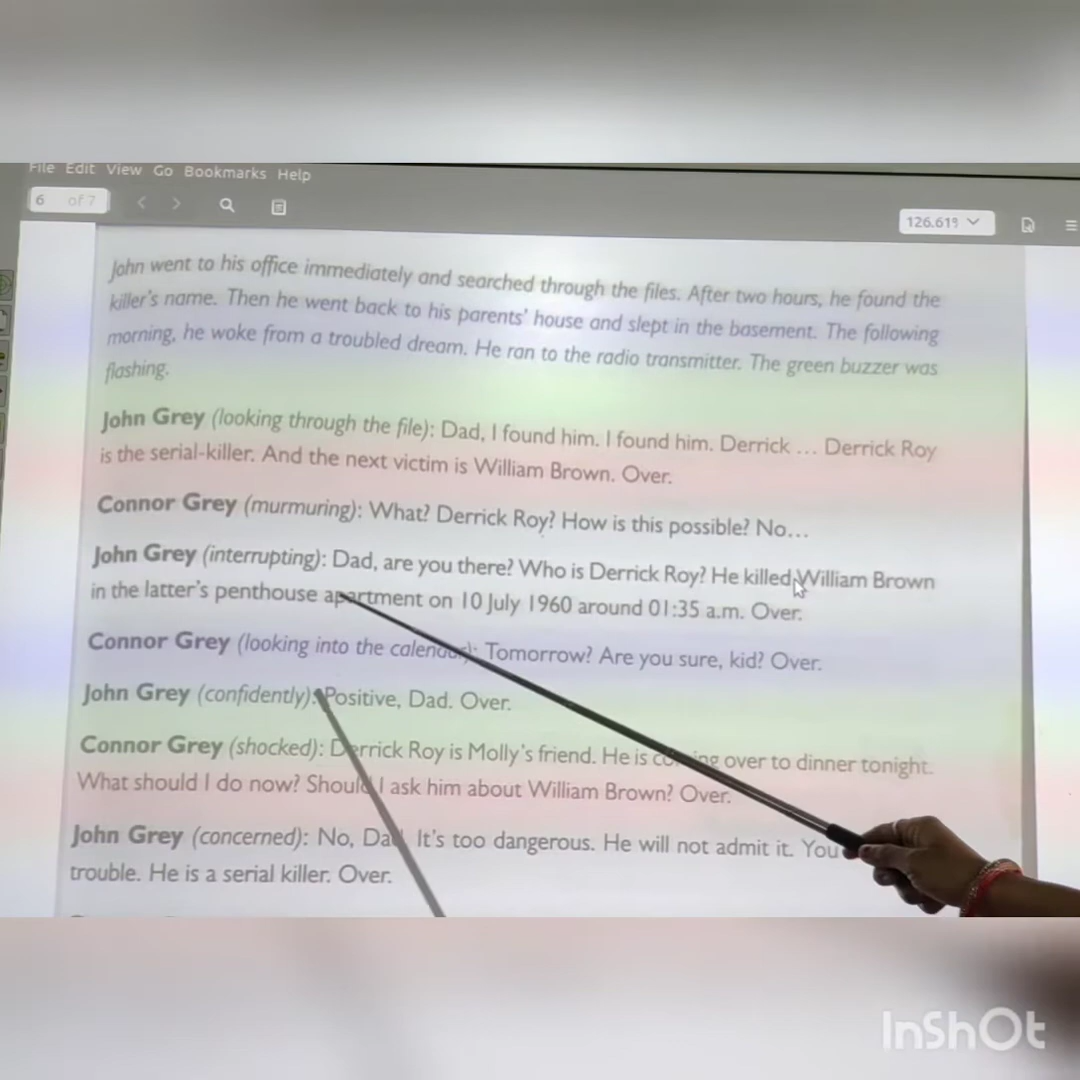 File Edit View Go Bookmarks Help
6 of 7
126.61%
John went to his office immediately and searched through the files. After two hours, he found the
killer's name. Then he went back to his parents' house and slept in the basement. The following
morning, he woke from a troubled dream. He ran to the radio transmitter. The green buzzer was
flashing.
John Grey (looking through the file): Dad, I found him. I found him. Derrick ... Derrick Roy
is the serial-killer. And the next victim is William Brown. Over.
Connor Grey (murmuring): What? Derrick Roy? How is this possible? No...
John Grey (interrupting): Dad, are you there? Who is Derrick Roy? He killed William Brown
in the latter's penthouse apartment on 10 July 1960 around 01:35 a.m. Over.
Connor Grey (looking into the calendar): Tomorrow? Are you sure, kid? Over.
John Grey (confidently): Positive, Dad. Over.
Connor Grey (shocked): Derrick Roy is Molly's friend. He is coming over to dinner tonight.
What should I do now? Should I ask him about William Brown? Over.
John Grey (concerned): No, Dad. It's too dangerous. He will not admit it. You
trouble. He is a serial killer. Over.
InShOt